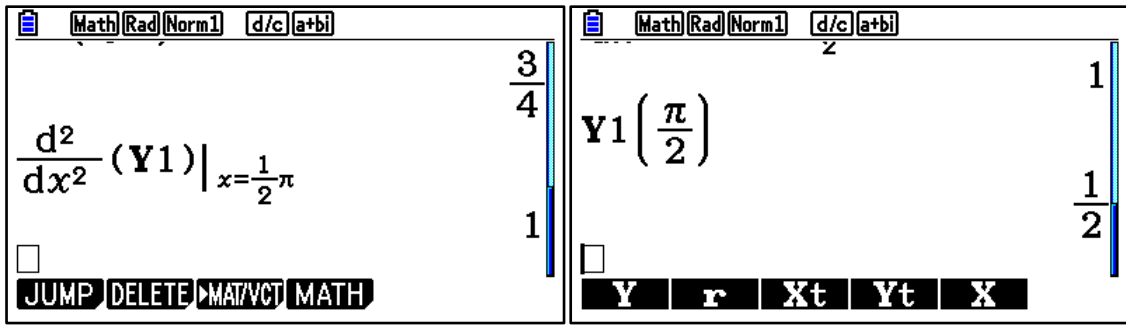 Math Rad Norm1 d/c a+bi
3/4
d²/dx² (Y1)|x=1/2π
1
JUMP DELETE ▶MAT/VCT MATH
Math Rad Norm1 d/c a+bi
2
1
Y1(π/2)
1/2
Y r Xt Yt X